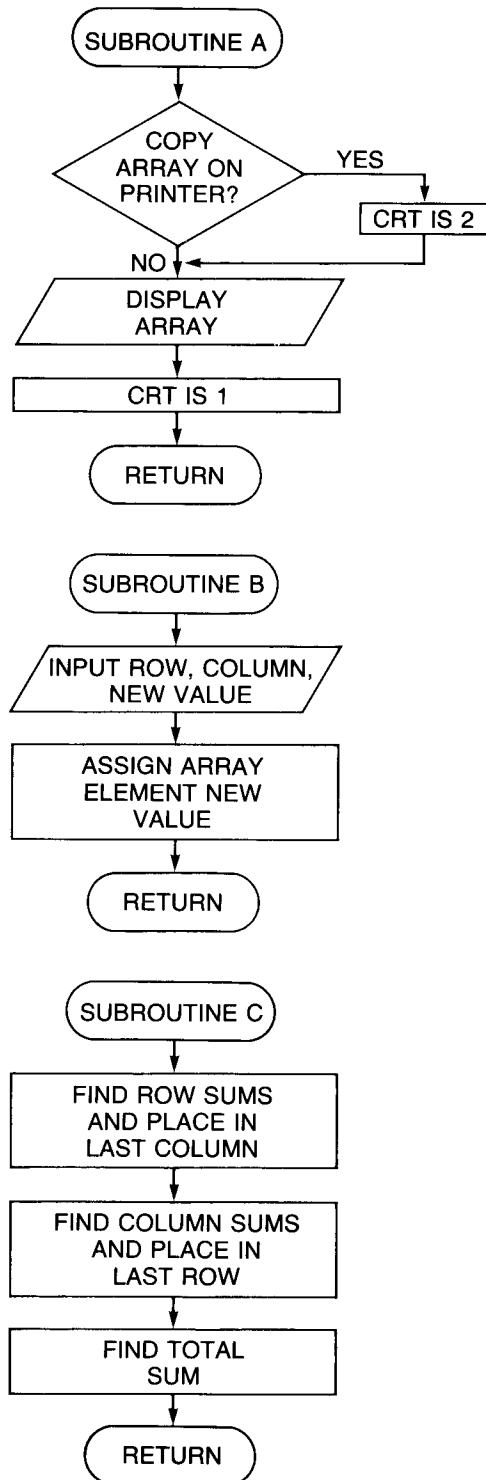 SUBROUTINE A
COPY
ARRAY ON
PRINTER?
YES
CRT IS 2
NO
DISPLAY
ARRAY
CRT IS 1
RETURN
SUBROUTINE B
INPUT ROW, COLUMN,
NEW VALUE
ASSIGN ARRAY
ELEMENT NEW
VALUE
RETURN
SUBROUTINE C
FIND ROW SUMS
AND PLACE IN
LAST COLUMN
FIND COLUMN SUMS
AND PLACE IN
LAST ROW
FIND TOTAL
SUM
RETURN